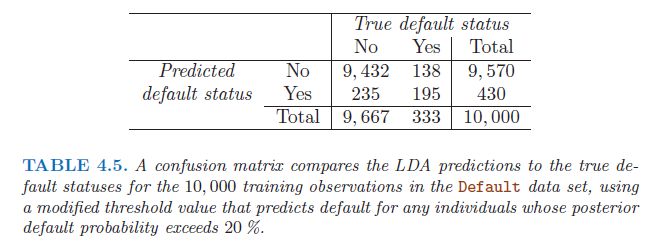 True default status
No Yes Total
Predicted No 9,432 138 9,570
default status Yes 235 195 430
Total 9,667 333 10,000
TABLE 4.5. A confusion matrix compares the LDA predictions to the true de-
fault statuses for the 10,000 training observations in the Default data set, using
a modified threshold value that predicts default for any individuals whose posterior
default probability exceeds 20 %.